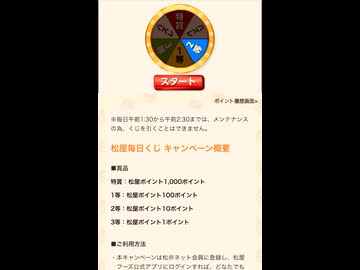 特賞
2等
1等
3等
スタート
ポイント履歴画面>
※毎日午前1:30から午前2:30までは、メンテナンス
の為、くじを引くことはできません。
松屋毎日くじ キャンペーン概要
■賞品
特賞：松屋ポイント1,000ポイント
1等：松屋ポイント100ポイント
2等：松屋ポイント10ポイント
3等：松屋ポイント1ポイント
■ご利用方法
・本キャンペーンは松弁ネット会員に登録し、松屋
フーズ公式アプリにログインすれば、どなたでも